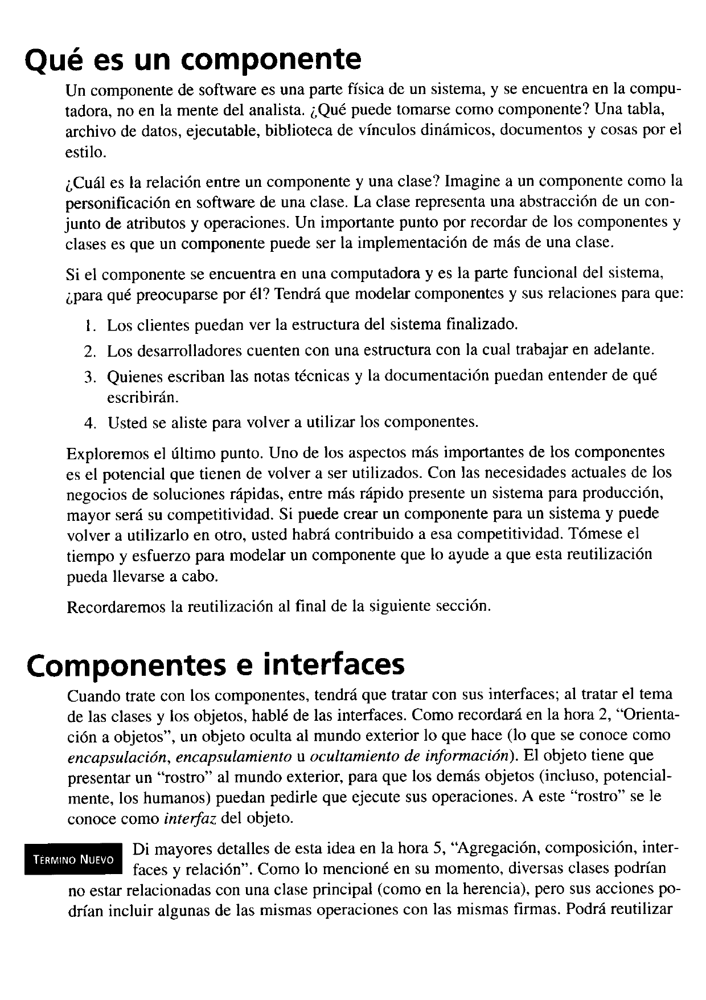 Qué es un componente
Un componente de software es una parte física de un sistema, y se encuentra en la compu-
tadora, no en la mente del analista. ¿Qué puede tomarse como componente? Una tabla,
archivo de datos, ejecutable, biblioteca de vínculos dinámicos, documentos y cosas por el
estilo.
¿Cuál es la relación entre un componente y una clase? Imagine a un componente como la
personificación en software de una clase. La clase representa una abstracción de un con-
junto de atributos y operaciones. Un importante punto por recordar de los componentes y
clases es que un componente puede ser la implementación de más de una clase.
Si el componente se encuentra en una computadora y es la parte funcional del sistema,
¿para qué preocuparse por él? Tendrá que modelar componentes y sus relaciones para que:
1. Los clientes puedan ver la estructura del sistema finalizado.
2. Los desarrolladores cuenten con una estructura con la cual trabajar en adelante.
3. Quienes escriban las notas técnicas y la documentación puedan entender de qué
escribirán.
4. Usted se aliste para volver a utilizar los componentes.
Exploremos el último punto. Uno de los aspectos más importantes de los componentes
es el potencial que tienen de volver a ser utilizados. Con las necesidades actuales de los
negocios de soluciones rápidas, entre más rápido presente un sistema para producción,
mayor será su competitividad. Si puede crear un componente para un sistema y puede
volver a utilizarlo en otro, usted habrá contribuido a esa competitividad. Tómese el
tiempo y esfuerzo para modelar un componente que lo ayude a que esta reutilización
pueda llevarse a cabo.
Recordaremos la reutilización al final de la siguiente sección.
Componentes e interfaces
Cuando trate con los componentes, tendrá que tratar con sus interfaces; al tratar el tema
de las clases y los objetos, hablé de las interfaces. Como recordará en la hora 2, “Orienta-
ción a objetos”, un objeto oculta al mundo exterior lo que hace (lo que se conoce como
encapsulación, encapsulamiento u ocultamiento de información). El objeto tiene que
presentar un “rostro” al mundo exterior, para que los demás objetos (incluso, potencial-
mente, los humanos) puedan pedirle que ejecute sus operaciones. A este “rostro” se le
conoce como interfaz del objeto.
TÉRMINO NUEVO
Di mayores detalles de esta idea en la hora 5, “Agregación, composición, inter-
faces y relación”. Como lo mencioné en su momento, diversas clases podrían
no estar relacionadas con una clase principal (como en la herencia), pero sus acciones po-
drían incluir algunas de las mismas operaciones con las mismas firmas. Podrá reutilizar